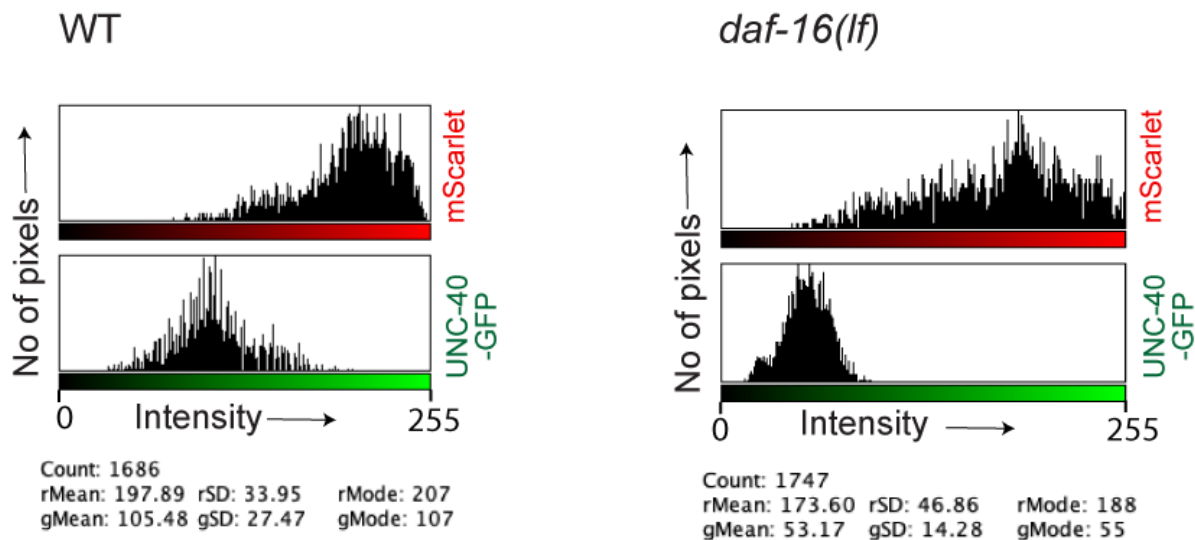 WT
No of pixels
mScarlet
UNC-40
-GFP
0 Intensity 255
Count: 1686
rMean: 197.89 rSD: 33.95 rMode: 207
gMean: 105.48 gSD: 27.47 gMode: 107
daf-16(lf)
No of pixels
mScarlet
UNC-40
-GFP
0 Intensity 255
Count: 1747
rMean: 173.60 rSD: 46.86 rMode: 188
gMean: 53.17 gSD: 14.28 gMode: 55